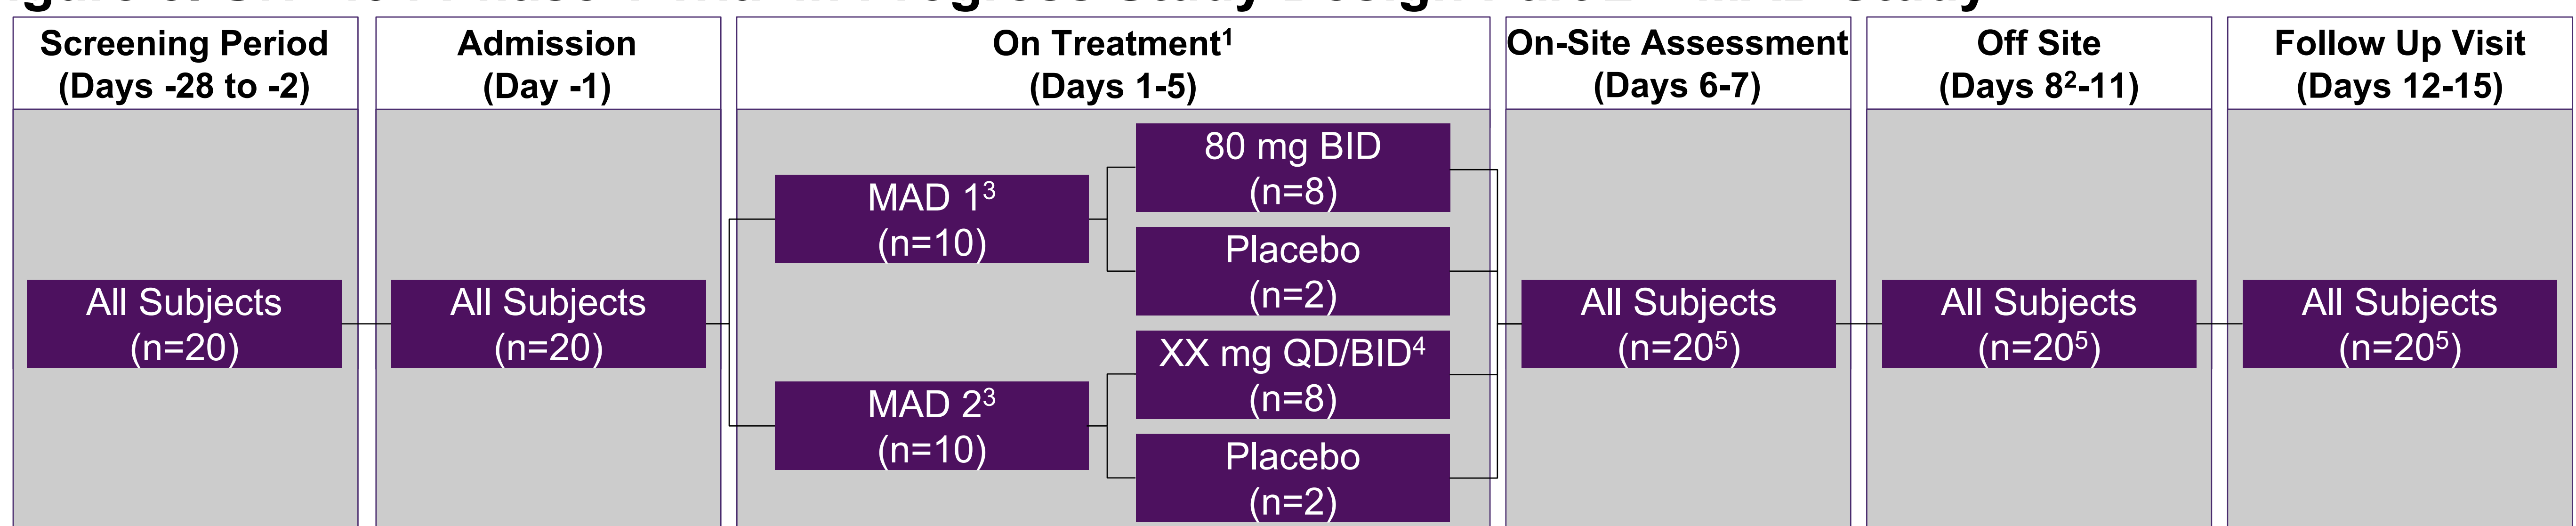 Screening Period
(Days -28 to -2)
Admission
(Day -1)
On Treatment¹
(Days 1-5)
On-Site Assessment
(Days 6-7)
Off Site
(Days 8²-11)
Follow Up Visit
(Days 12-15)
All Subjects
(n=20)
All Subjects
(n=20)
MAD 1³
(n=10)
MAD 2³
(n=10)
80 mg BID
(n=8)
Placebo
(n=2)
XX mg QD/BID⁴
(n=8)
Placebo
(n=2)
All Subjects
(n=20⁵)
All Subjects
(n=20⁵)
All Subjects
(n=20⁵)